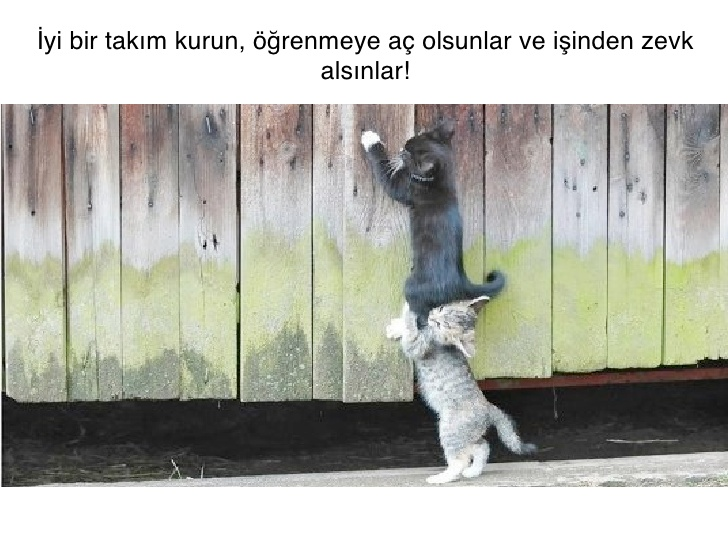 İyi bir takım kurun, öğrenmeye aç olsunlar ve işinden zevk
alsınlar!